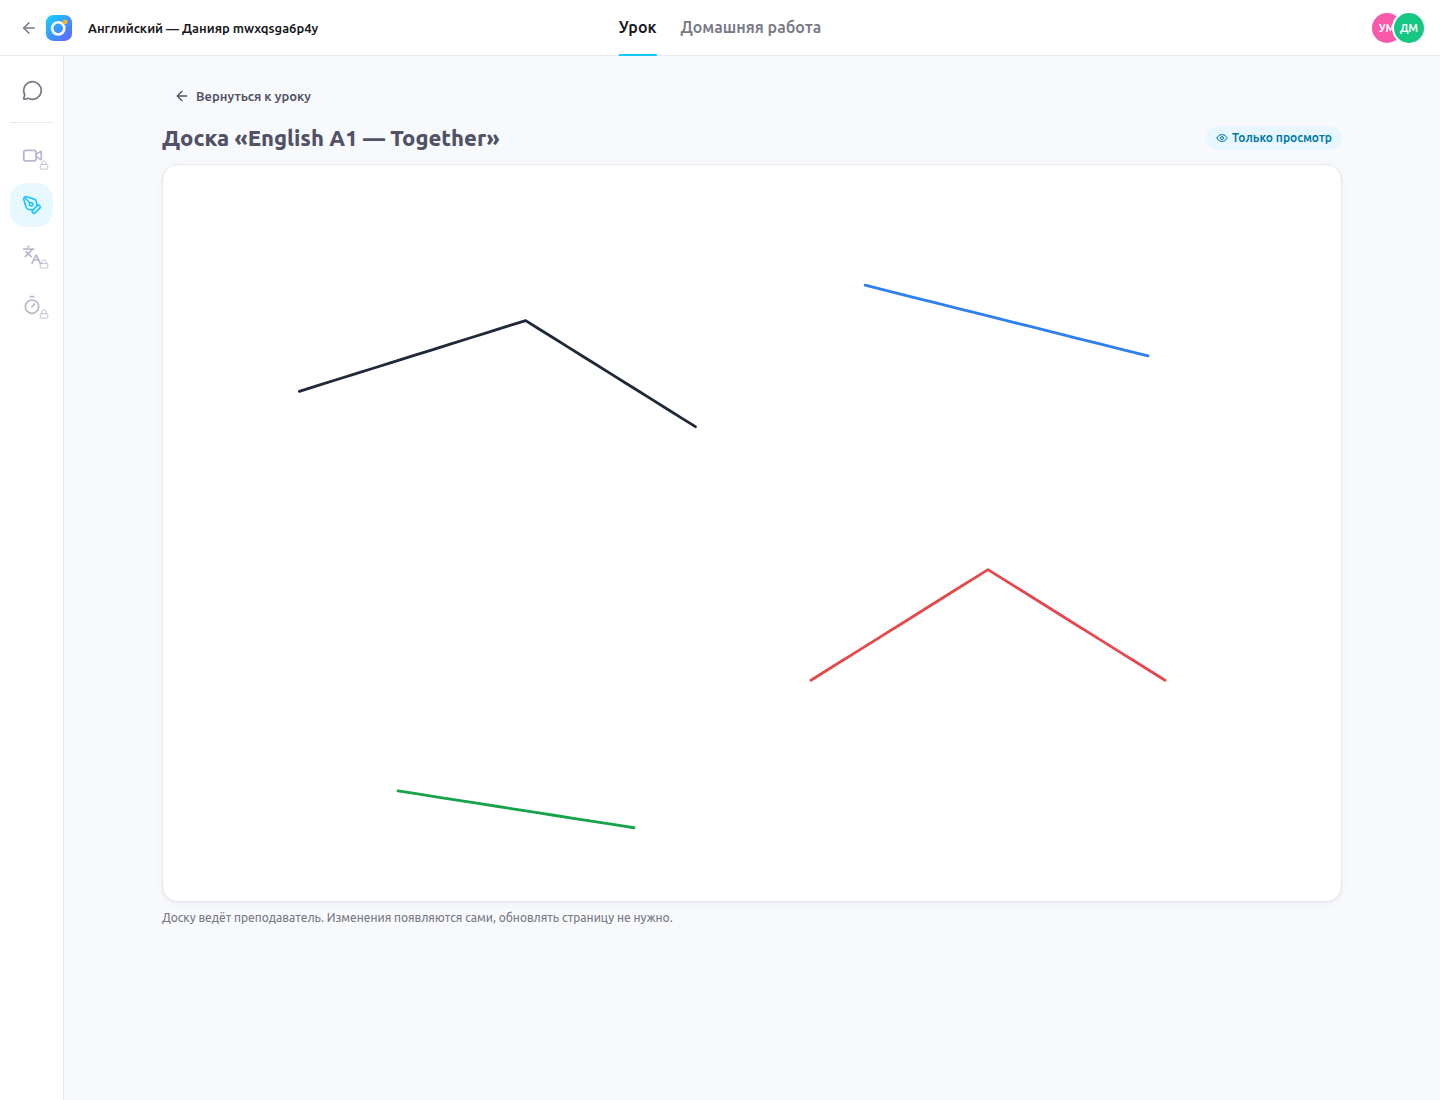 Английский — Данияр mwxqsga6p4y
Урок
Домашняя работа
УМ
ДМ
Вернуться к уроку
Доска «English A1 — Together»
Только просмотр
Доску ведёт преподаватель. Изменения появляются сами, обновлять страницу не нужно.